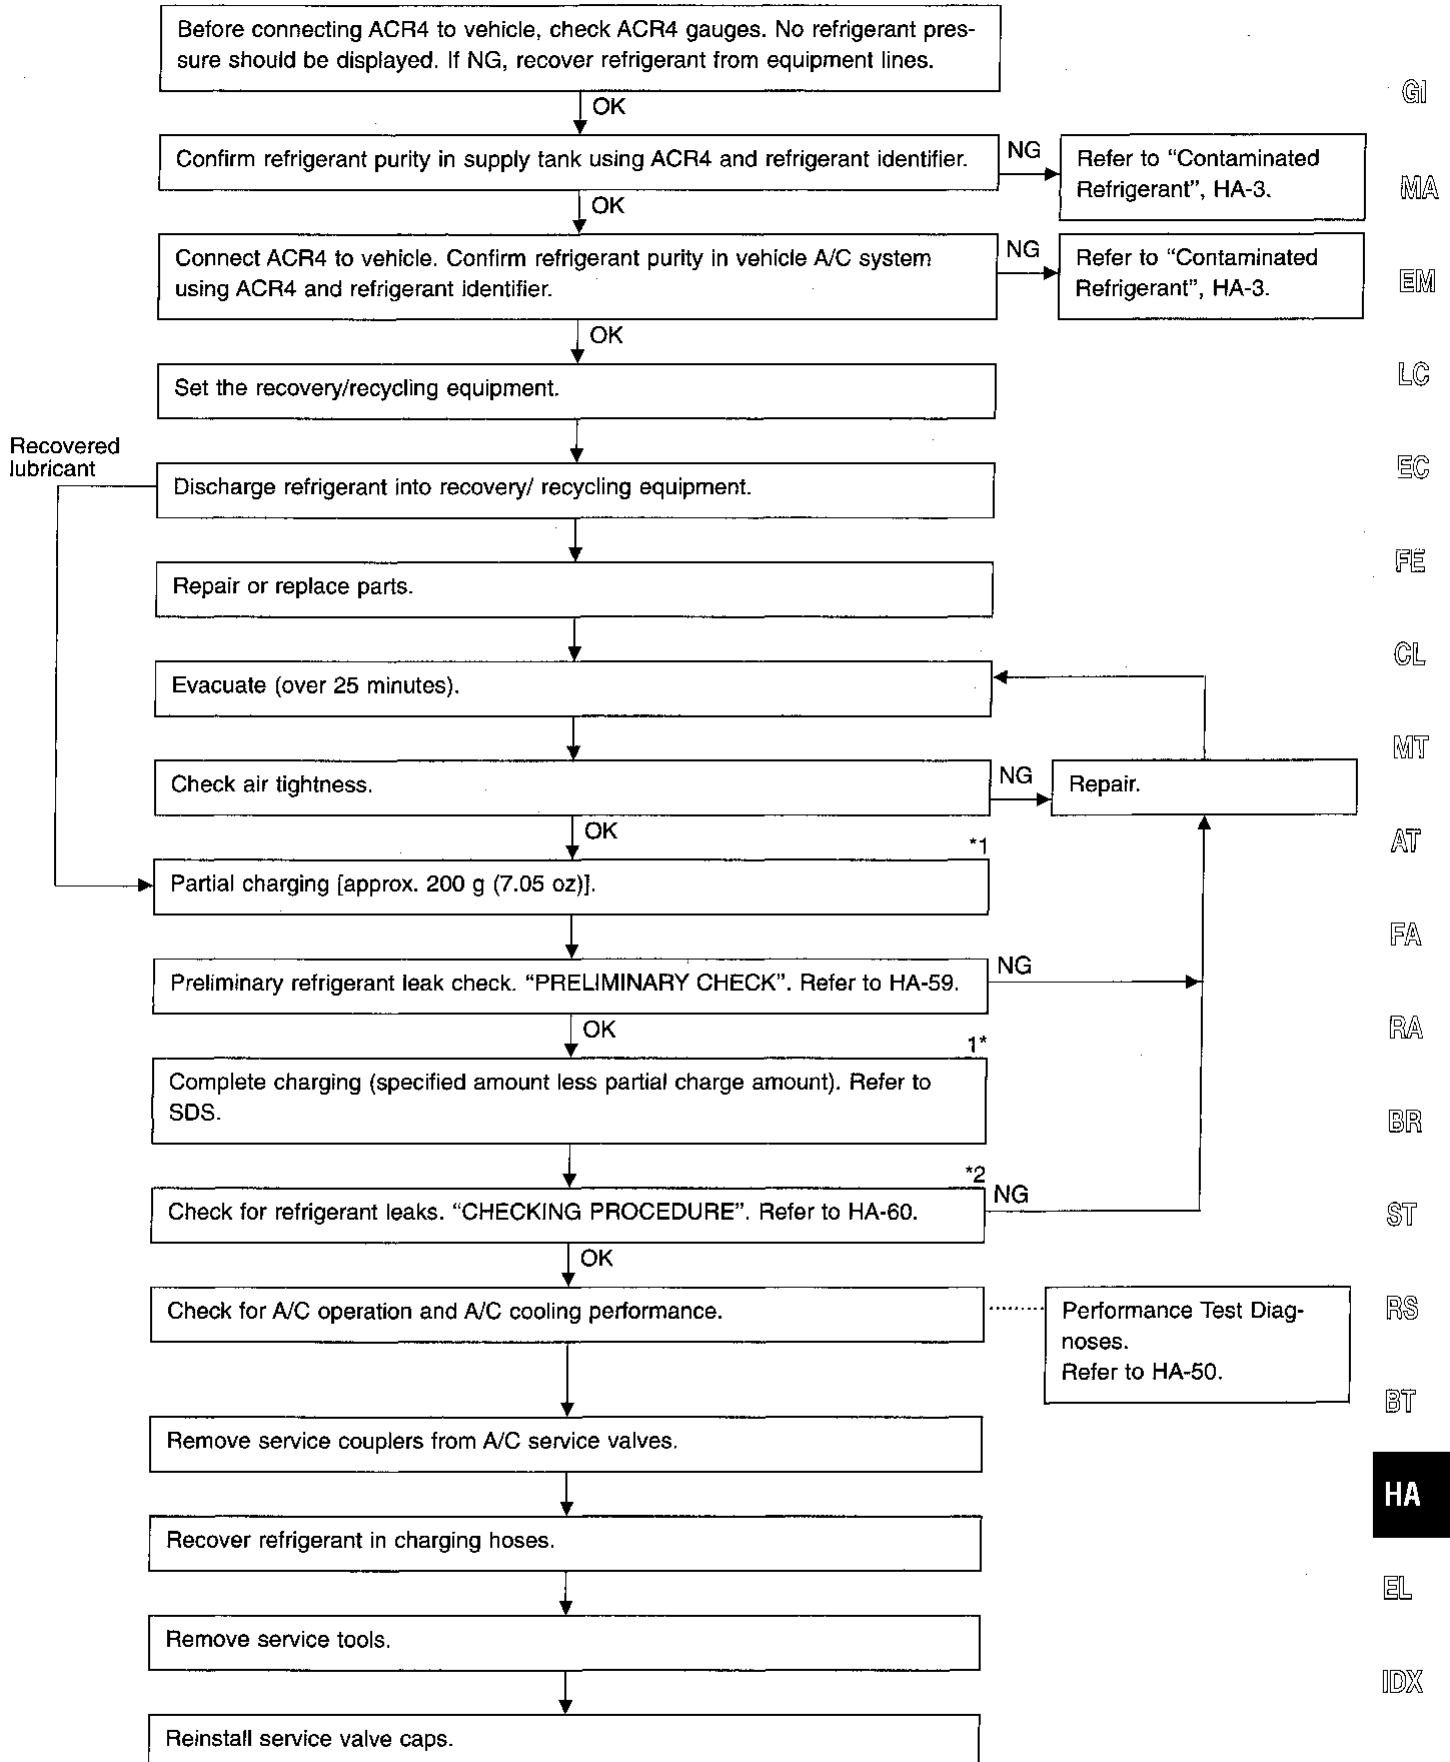 Before connecting ACR4 to vehicle, check ACR4 gauges. No refrigerant pres-
sure should be displayed. If NG, recover refrigerant from equipment lines.
OK
Confirm refrigerant purity in supply tank using ACR4 and refrigerant identifier.
NG
Refer to “Contaminated
Refrigerant”, HA-3.
OK
Connect ACR4 to vehicle. Confirm refrigerant purity in vehicle A/C system
using ACR4 and refrigerant identifier.
NG
Refer to “Contaminated
Refrigerant”, HA-3.
OK
Set the recovery/recycling equipment.
Recovered
lubricant
Discharge refrigerant into recovery/ recycling equipment.
Repair or replace parts.
Evacuate (over 25 minutes).
Check air tightness.
NG
Repair.
OK
*1
Partial charging [approx. 200 g (7.05 oz)].
Preliminary refrigerant leak check. “PRELIMINARY CHECK”. Refer to HA-59.
NG
OK
1*
Complete charging (specified amount less partial charge amount). Refer to
SDS.
*2
Check for refrigerant leaks. “CHECKING PROCEDURE”. Refer to HA-60.
NG
OK
Check for A/C operation and A/C cooling performance.
Performance Test Diag-
noses.
Refer to HA-50.
Remove service couplers from A/C service valves.
Recover refrigerant in charging hoses.
Remove service tools.
Reinstall service valve caps.
GI
MA
EM
LC
EC
FE
CL
MT
AT
FA
RA
BR
ST
RS
BT
HA
EL
IDX